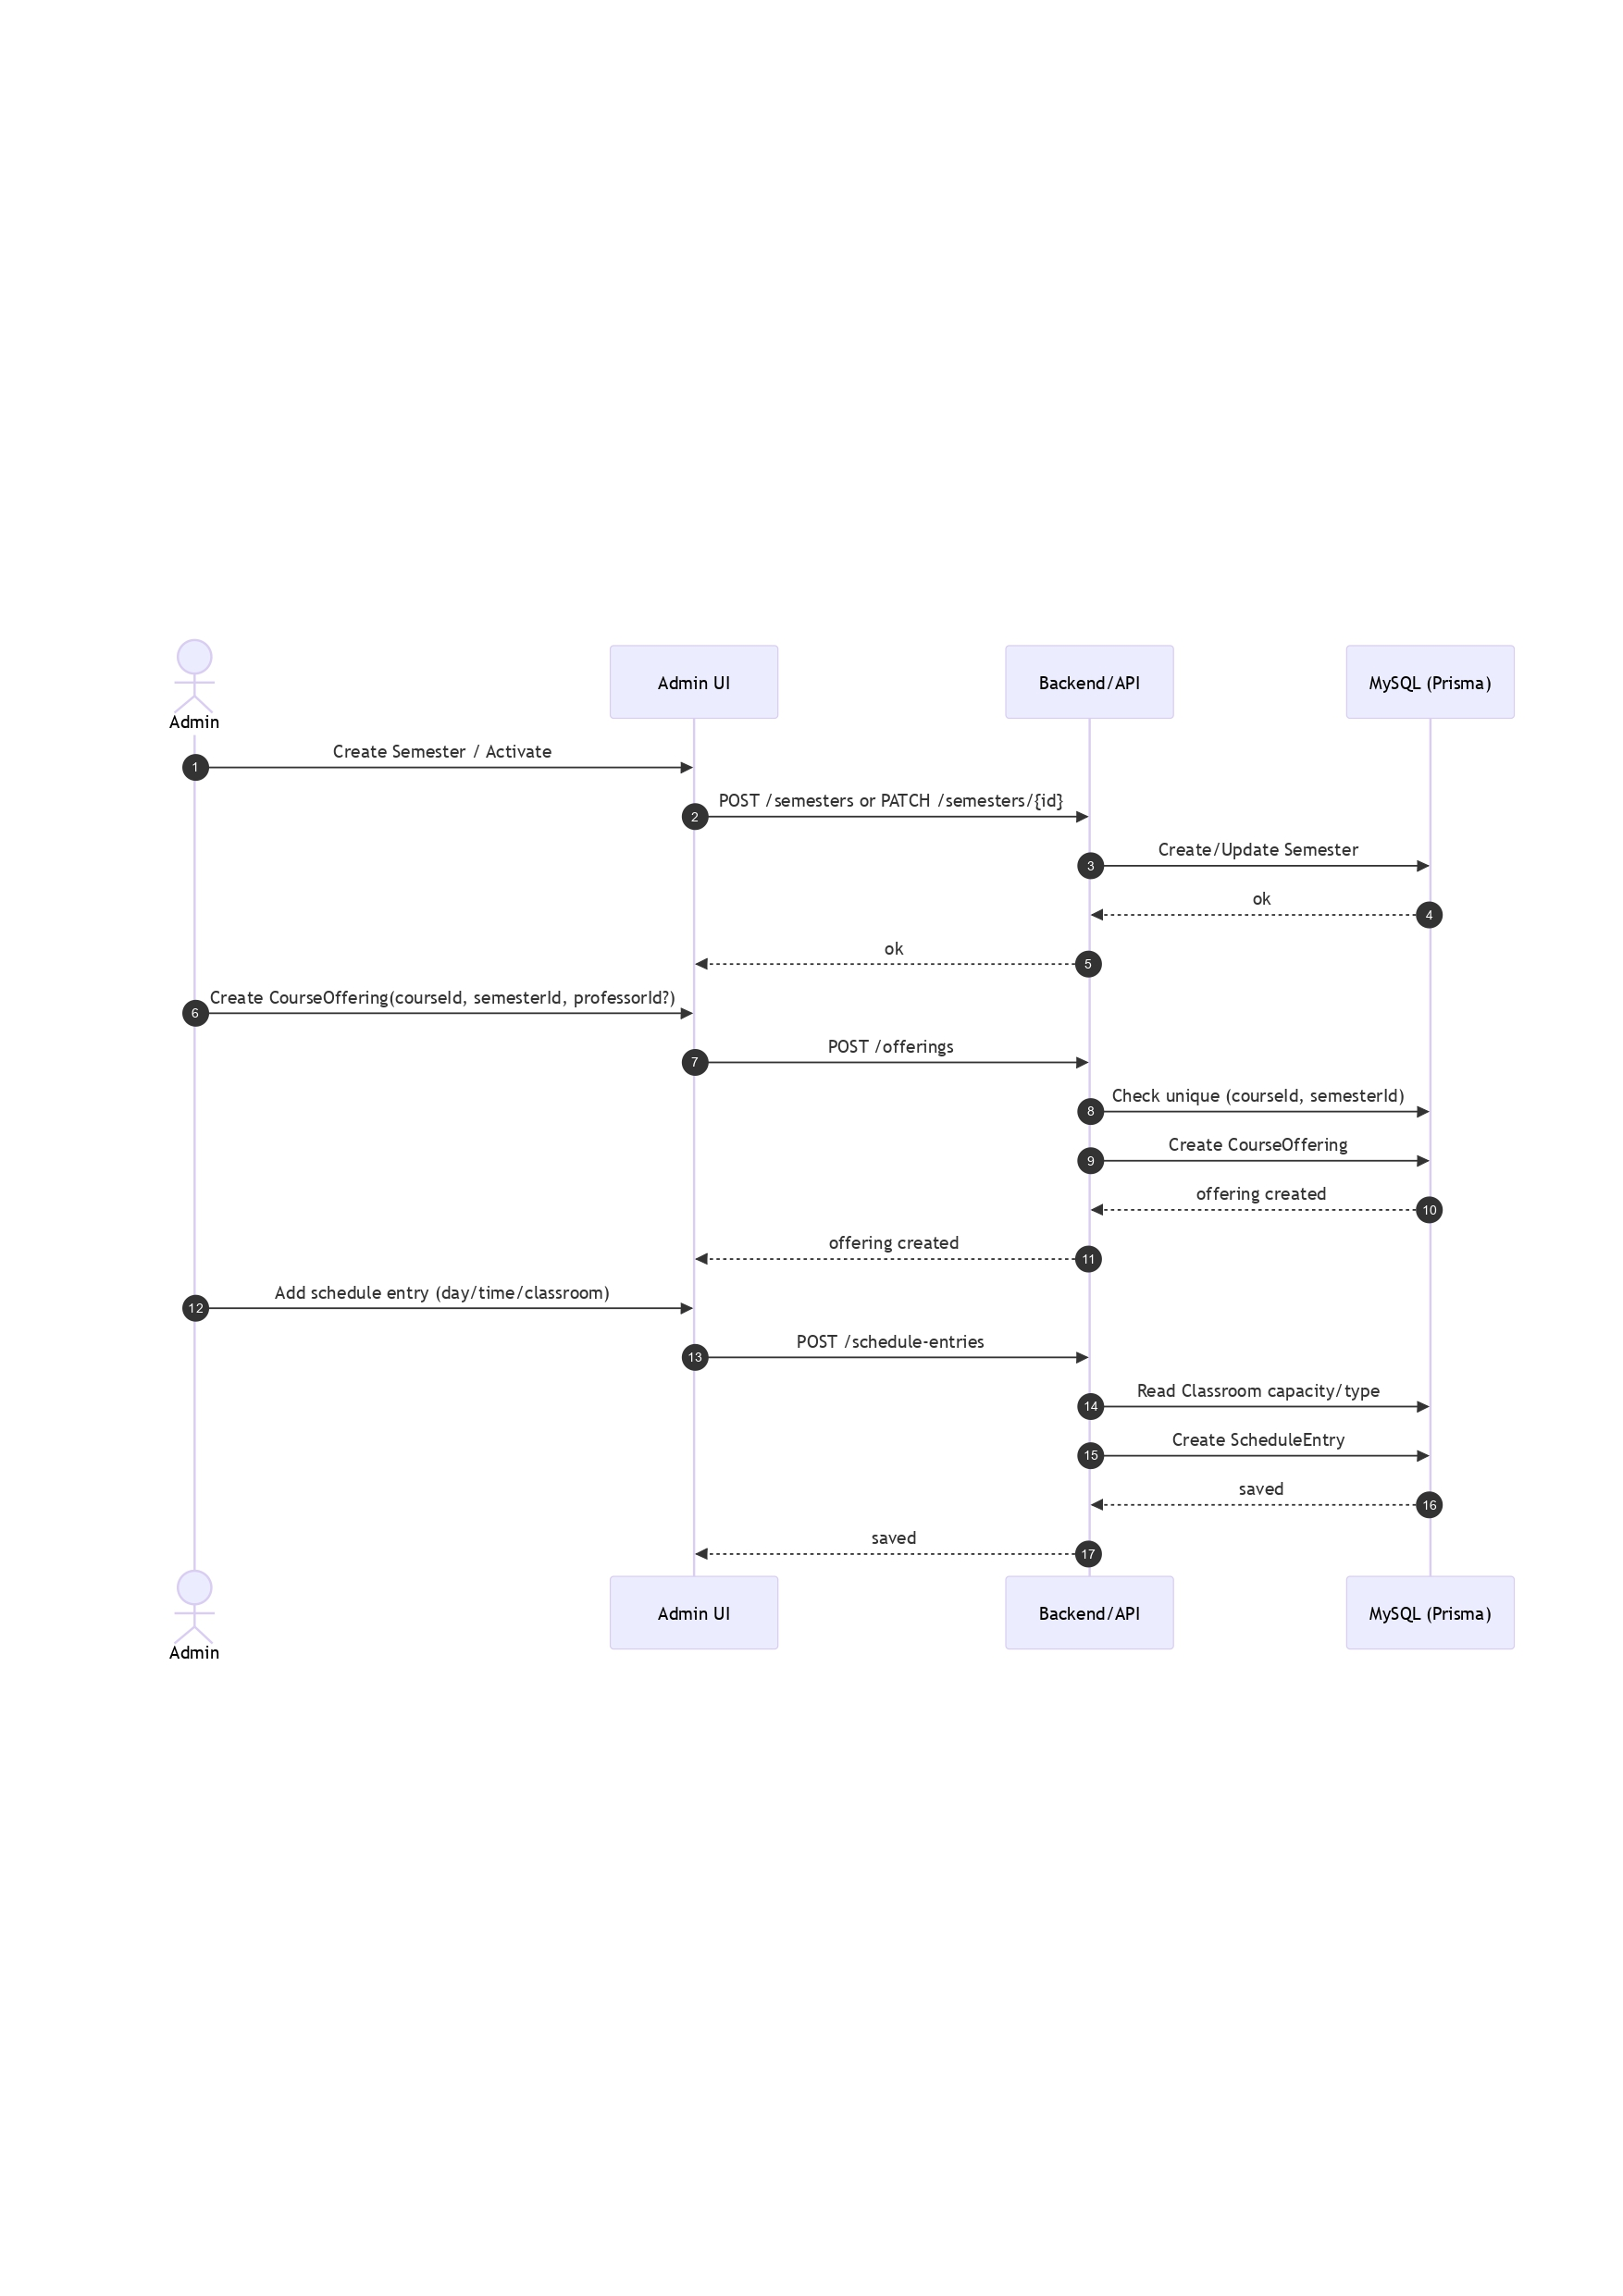 Admin
Admin UI
Backend/API
MySQL (Prisma)
Create Semester / Activate
1
POST /semesters or PATCH /semesters/{id}
2
Create/Update Semester
3
ok
4
ok
5
Create CourseOffering(courseId, semesterId, professorId?)
6
POST /offerings
7
Check unique (courseId, semesterId)
8
Create CourseOffering
9
offering created
10
offering created
11
Add schedule entry (day/time/classroom)
12
POST /schedule-entries
13
Read Classroom capacity/type
14
Create ScheduleEntry
15
saved
16
saved
17
Admin
Admin UI
Backend/API
MySQL (Prisma)